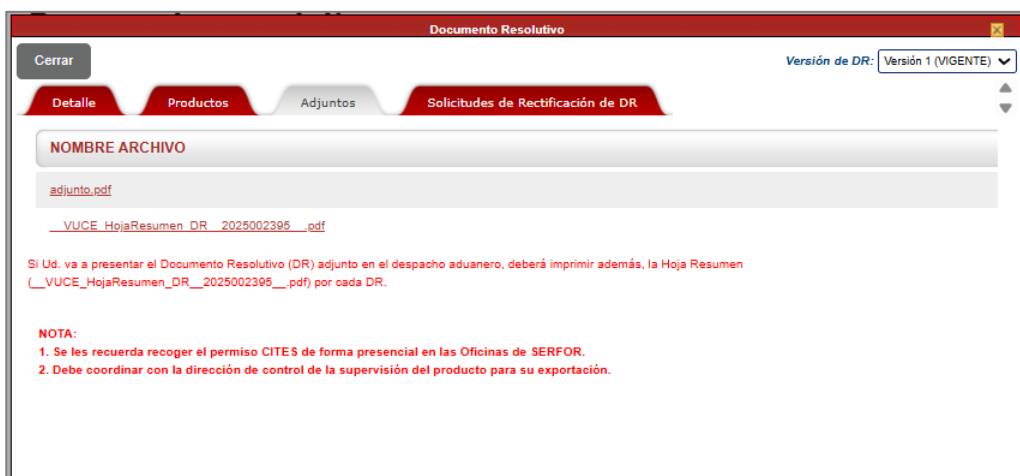 Documento Resolutivo
Cerrar
Versión de DR: Versión 1 (VIGENTE)
Detalle Productos Adjuntos Solicitudes de Rectificación de DR
NOMBRE ARCHIVO
adjunto.pdf
__VUCE_HojaResumen_DR__2025002395__.pdf
Si Ud. va a presentar el Documento Resolutivo (DR) adjunto en el despacho aduanero, deberá imprimir además, la Hoja Resumen
(__VUCE_HojaResumen_DR__2025002395__.pdf) por cada DR.
NOTA:
1. Se les recuerda recoger el permiso CITES de forma presencial en las Oficinas de SERFOR.
2. Debe coordinar con la dirección de control de la supervisión del producto para su exportación.